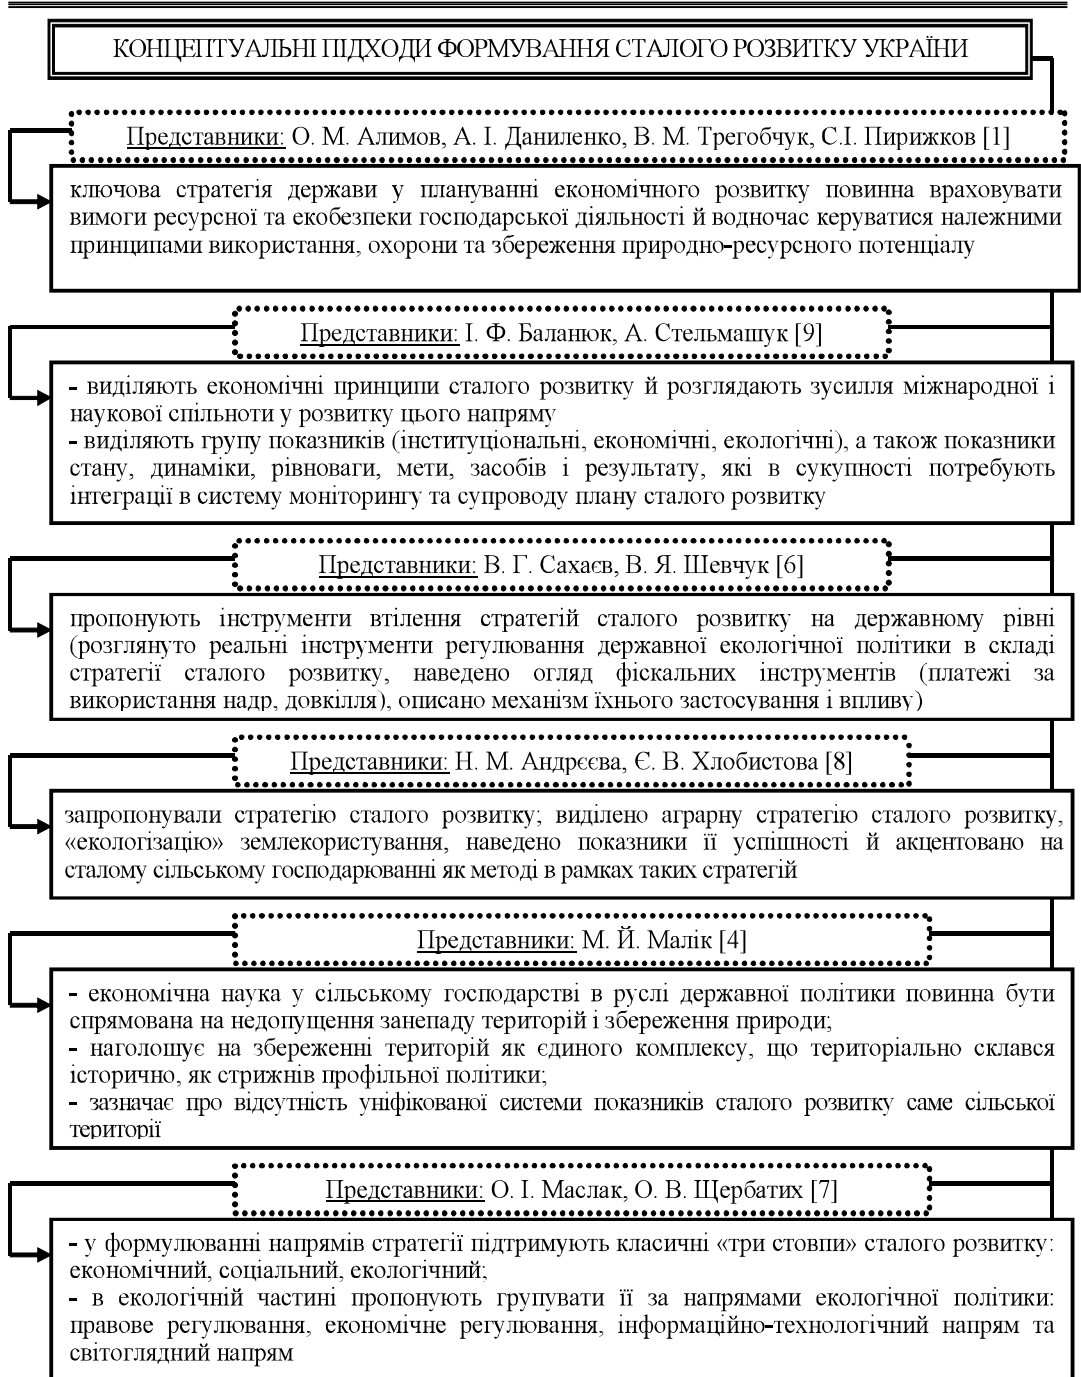 КОНЦЕПТУАЛЬНІ ПІДХОДИ ФОРМУВАННЯ СТАЛОГО РОЗВИТКУ УКРАЇНИ
Представники: О. М. Алимов, А. І. Даниленко, В. М. Трегобчук, С.І. Пирижков [1]
ключова стратегія держави у плануванні економічного розвитку повинна враховувати
вимоги ресурсної та екобезпеки господарської діяльності й водночас керуватися належними
принципами використання, охорони та збереження природно-ресурсного потенціалу
Представники: І. Ф. Баланюк, А. Стельмащук [9]
- виділяють економічні принципи сталого розвитку й розглядають зусилля міжнародної і
наукової спільноти у розвитку цього напряму
- виділяють групу показників (інституціональні, економічні, екологічні), а також показники
стану, динаміки, рівноваги, мети, засобів і результату, які в сукупності потребують
інтеграції в систему моніторингу та супроводу плану сталого розвитку
Представники: В. Г. Сахаєв, В. Я. Шевчук [6]
пропонують інструменти втілення стратегій сталого розвитку на державному рівні
(розглянуто реальні інструменти регулювання державної екологічної політики в складі
стратегії сталого розвитку, наведено огляд фіскальних інструментів (платежі за
використання надр, довкілля), описано механізм їхнього застосування і впливу)
Представники: Н. М. Андрєєва, Є. В. Хлобистова [8]
запропонували стратегію сталого розвитку; виділено аграрну стратегію сталого розвитку,
«екологізацію» землекористування, наведено показники її успішності й акцентовано на
сталому сільському господарюванні як методі в рамках таких стратегій
Представники: М. Й. Малік [4]
- економічна наука у сільському господарстві в руслі державної політики повинна бути
спрямована на недопущення занепаду територій і збереження природи;
- наголошує на збереженні територій як єдиного комплексу, що територіально склався
історично, як стрижнів профільної політики;
- зазначає про відсутність уніфікованої системи показників сталого розвитку саме сільської
території
Представники: О. І. Маслак, О. В. Щербатих [7]
- у формулюванні напрямів стратегії підтримують класичні «три стовпи» сталого розвитку:
економічний, соціальний, екологічний;
- в екологічній частині пропонують групувати її за напрямами екологічної політики:
правове регулювання, економічне регулювання, інформаційно-технологічний напрям та
світоглядний напрям